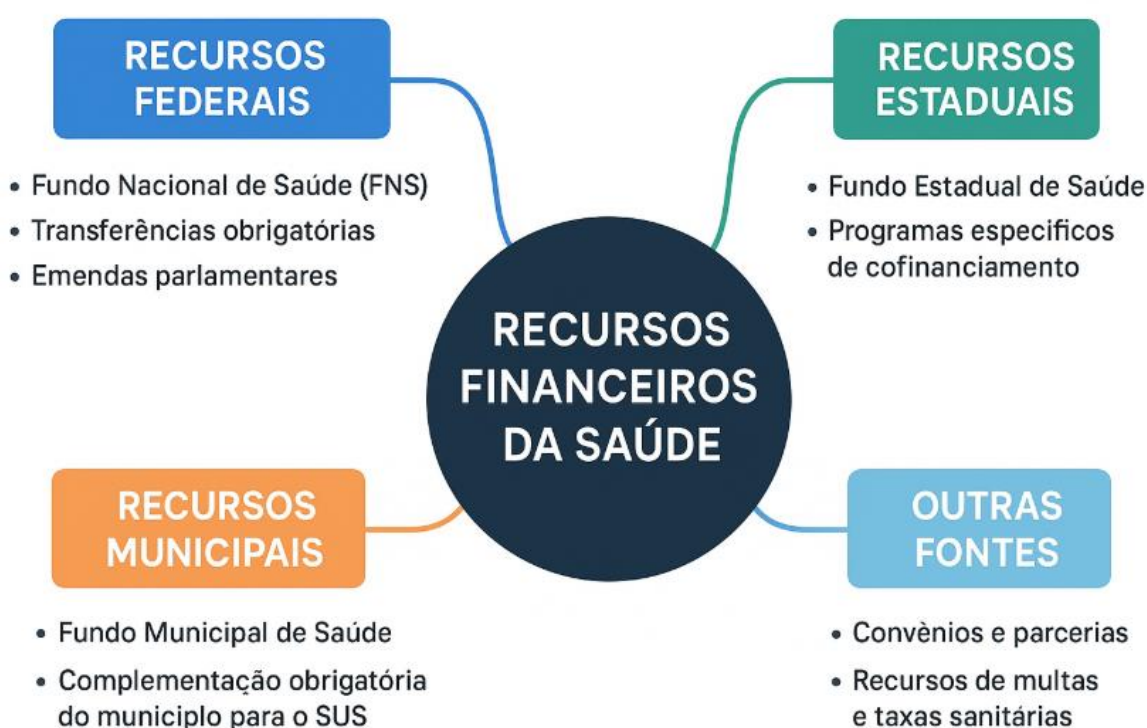 RECURSOS
FEDERAIS
• Fundo Nacional de Saúde (FNS)
• Transferências obrigatórias
• Emendas parlamentares
RECURSOS
ESTADUAIS
• Fundo Estadual de Saúde
• Programas especificos
de cofinanciamento
RECURSOS
FINANCEIROS
DA SAÚDE
RECURSOS
MUNICIPAIS
• Fundo Municipal de Saúde
• Complementação obrigatória
do municiplo para o SUS
OUTRAS
FONTES
• Convènios e parcerias
• Recursos de multas
e taxas sanitárias